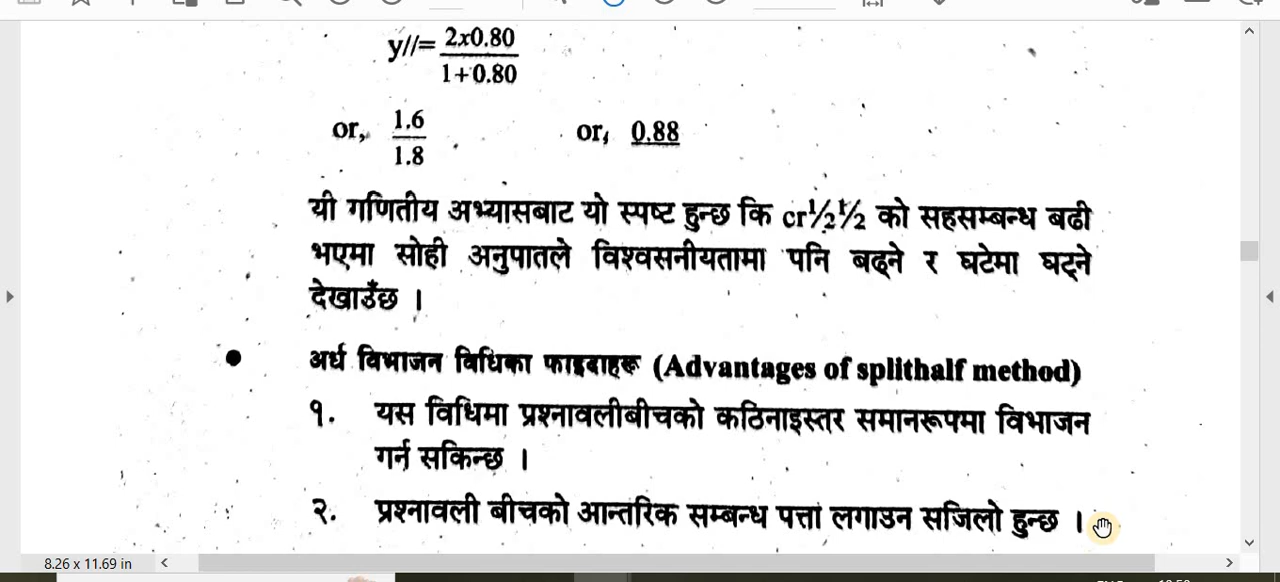 y//= 2x0.80
1+0.80
or, 1.6 or, 0.88
1.8
यी गणितीय अभ्यासबाट यो स्पष्ट हुन्छ कि cr½½ को सहसम्बन्ध बढी
भएमा सोही अनुपातले विश्वसनीयतामा पनि बढ्ने र घटेमा घट्ने
देखाउँछ ।
● अर्ध विभाजन विधिका फाइदाहरू (Advantages of splithalf method)
१. यस विधिमा प्रश्नावलीबीचको कठिनाइस्तर समानरूपमा विभाजन
गर्न सकिन्छ ।
२. प्रश्नावली बीचको आन्तरिक सम्बन्ध पत्ता लगाउन सजिलो हुन्छ ।
8.26 x 11.69 in